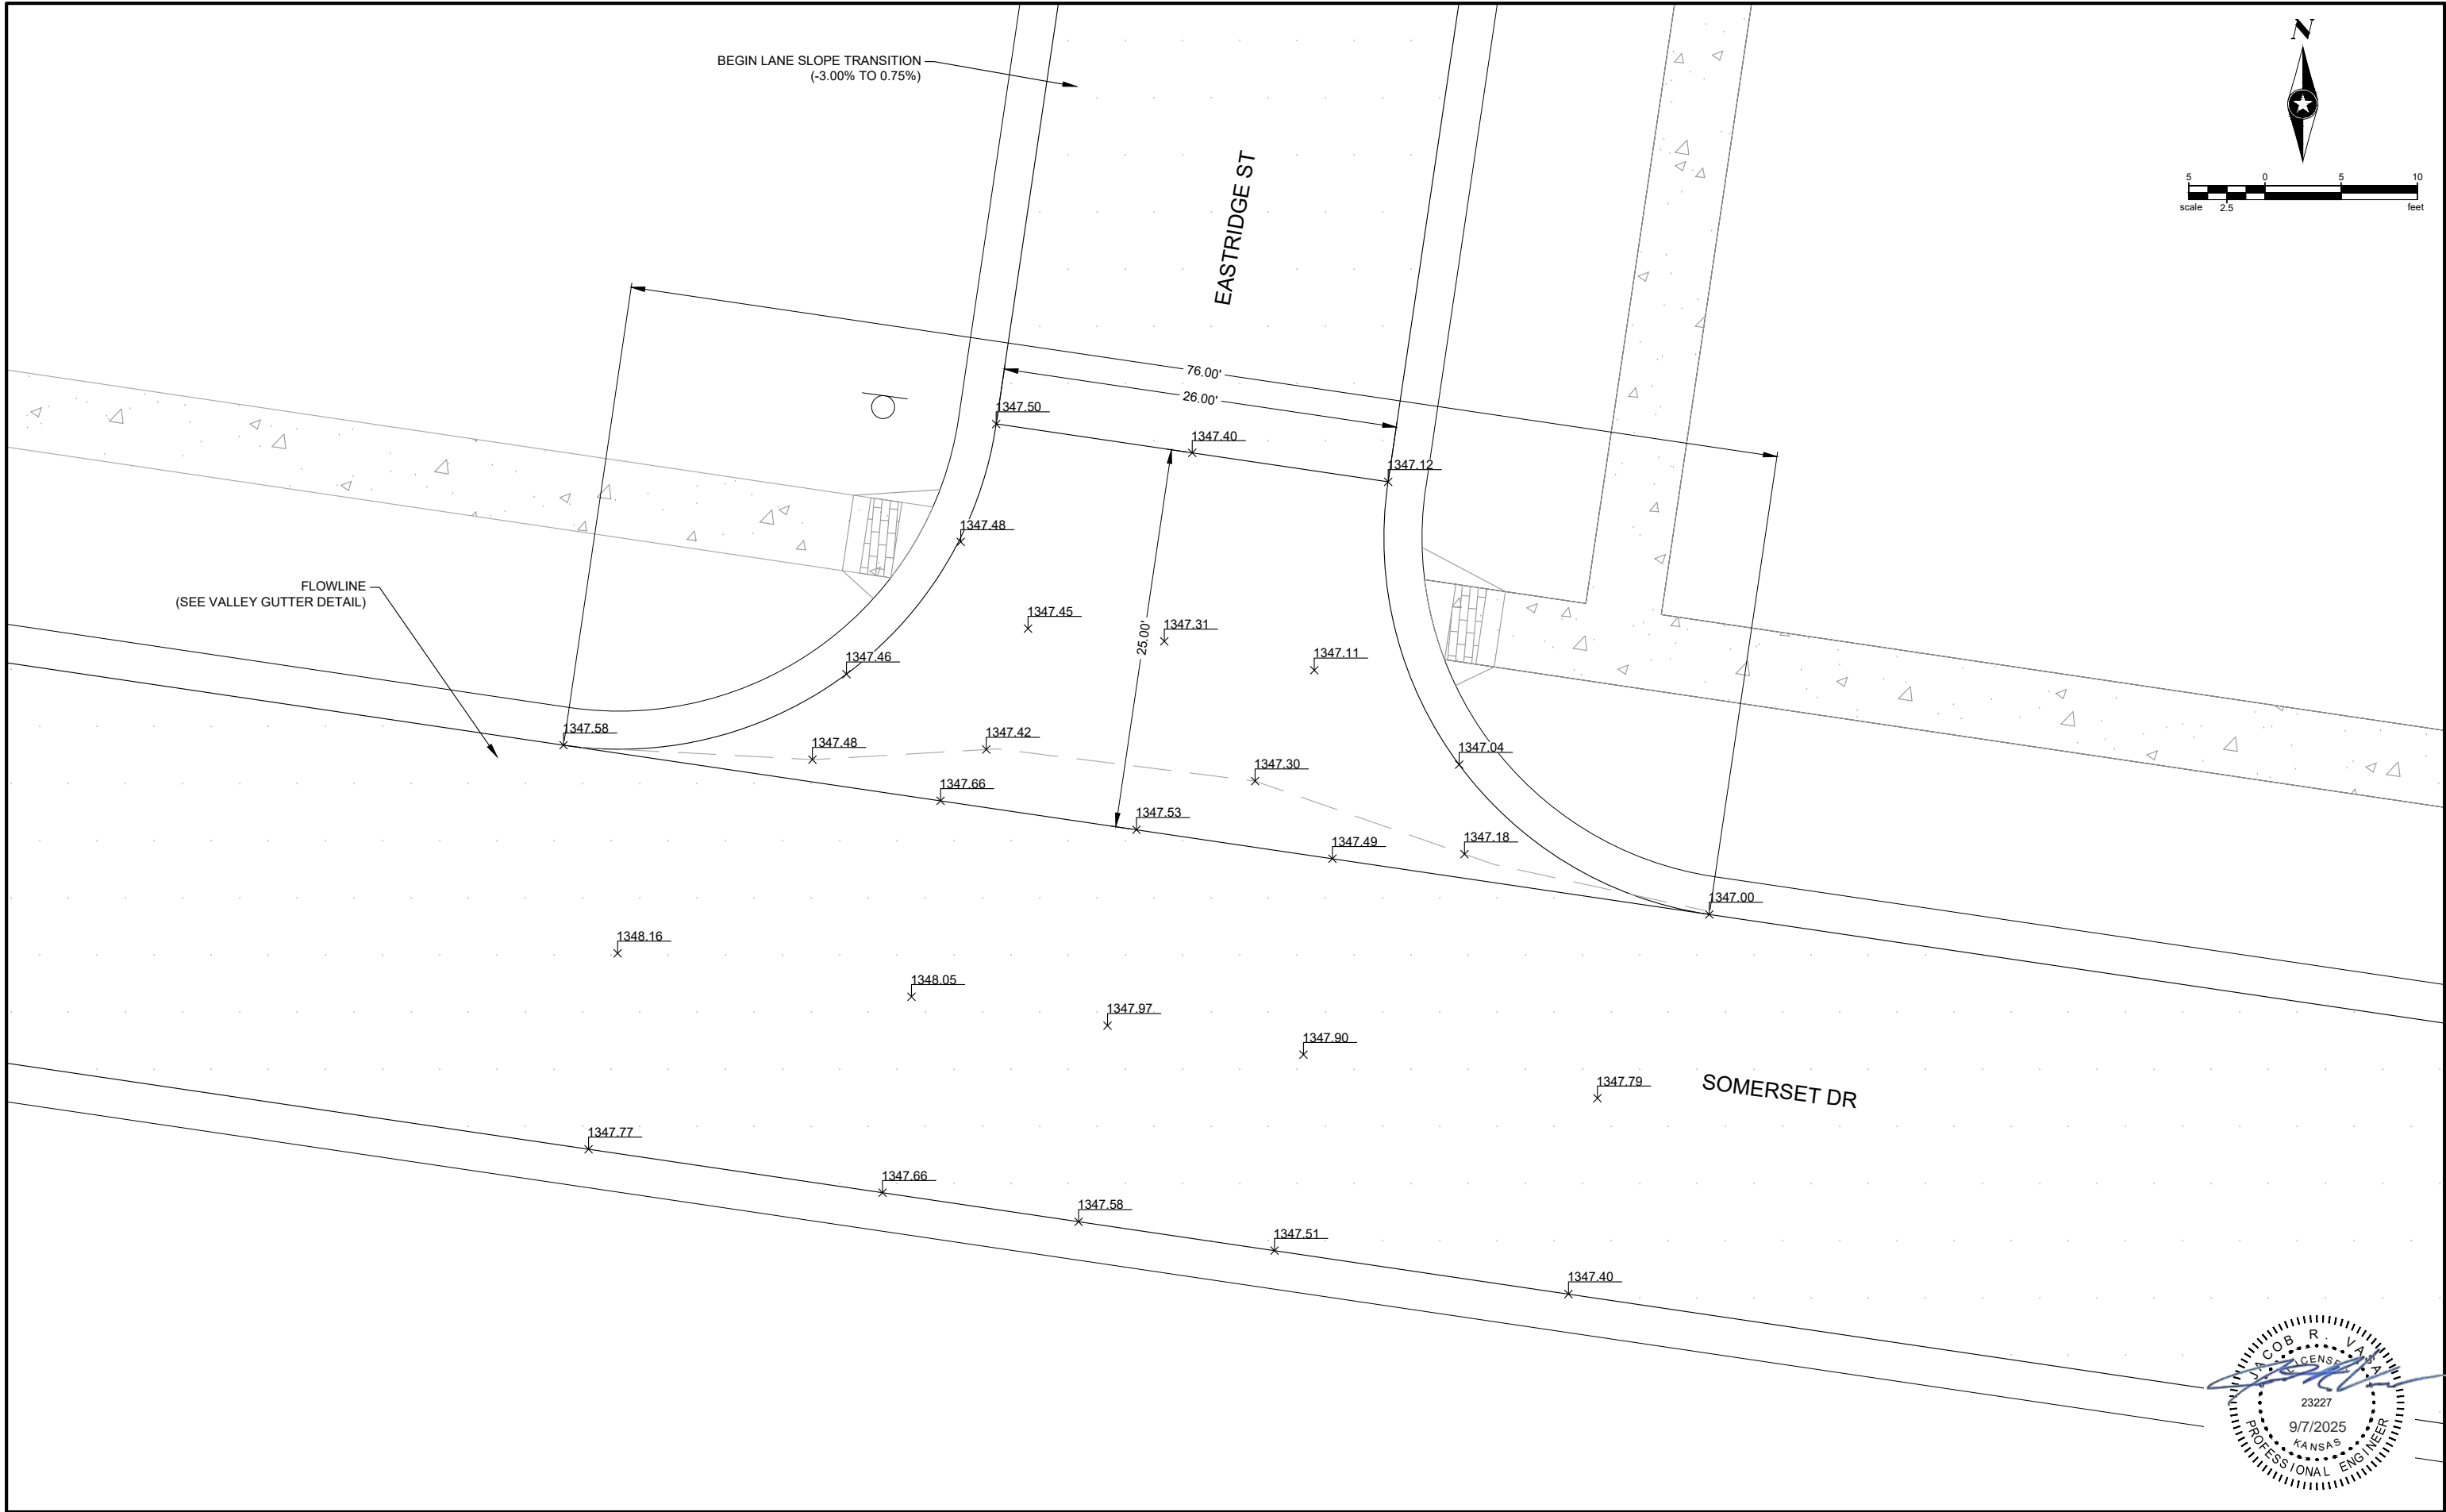 BEGIN LANE SLOPE TRANSITION
(-3.00% TO 0.75%)
N
5 0 5 10
scale 2.5 feet
EASTRIDGE ST
76.00'
26.00'
1347.50
1347.40
1347.12
1347.48
FLOWLINE
(SEE VALLEY GUTTER DETAIL)
1347.45
1347.31
25.00'
1347.46
1347.11
1347.58
1347.48
1347.42
1347.04
1347.30
1347.66
1347.53
1347.49
1347.18
1347.00
1348.16
1348.05
1347.97
1347.90
1347.79
SOMERSET DR
1347.77
1347.66
1347.58
1347.51
1347.40
JACOB R.
23227
9/7/2025
KANSAS
PROFESSIONAL ENGINEER